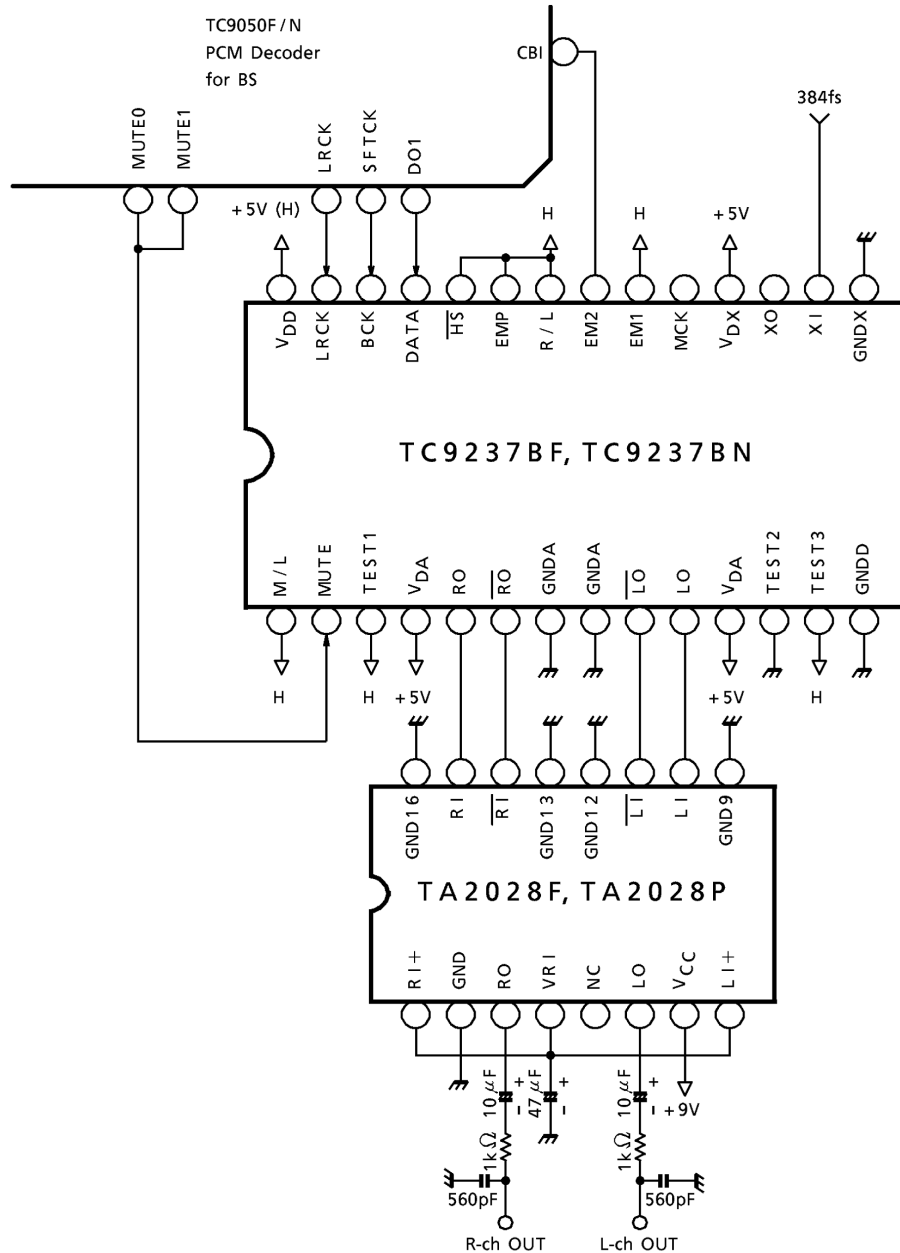 TC9050F/N
PCM Decoder
for BS
CBI
384fs
MUTE0
MUTE1
LRCK
SFTCK
DO1
+5V (H)
H
H
+5V
VDD
LRCK
BCK
DATA
HS
EMP
R/L
EM2
EM1
MCK
VDX
XO
XI
GNDX
TC9237BF, TC9237BN
M/L
MUTE
TEST1
VDA
RO
RO
GNDA
GNDA
LO
LO
VDA
TEST2
TEST3
GNDD
H
H
+5V
+5V
H
GND16
RI
RI
GND13
GND12
LI
LI
GND9
TA2028F, TA2028P
RI+
GND
RO
VRI
NC
LO
VCC
LI+
10μF
+
-
47μF
+
-
10μF
+
-
+9V
1kΩ
1kΩ
560pF
560pF
R-ch OUT
L-ch OUT